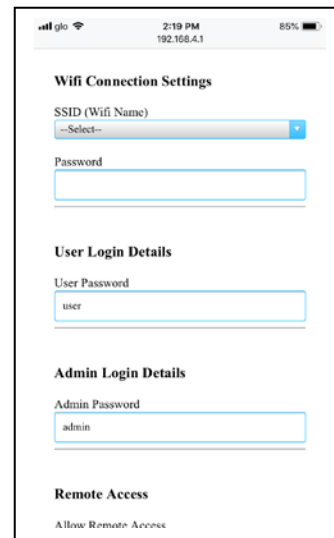 glo 2:19 PM 85%
192.168.4.1
Wifi Connection Settings
SSID (Wifi Name)
--Select--
Password
User Login Details
User Password
user
Admin Login Details
Admin Password
admin
Remote Access
Allow Remote Access